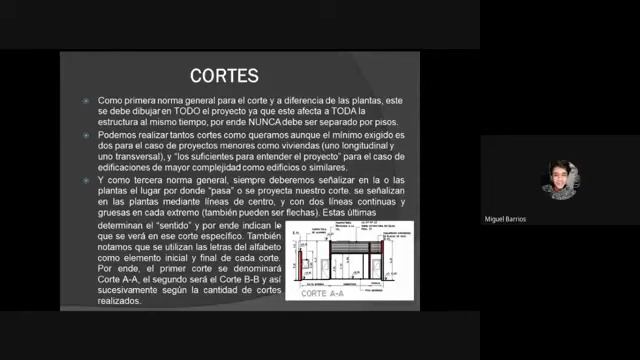 CORTES
Como primera norma general para el corte y a diferencia de las plantas, este
se debe dibujar en TODO el proyecto ya que este afecta a TODA la
estructura al mismo tiempo, por ende NUNCA debe ser separado por pisos.
Podemos realizar tantos cortes como queramos aunque el mínimo exigido es
dos para el caso de proyectos menores como viviendas (uno longitudinal y
uno transversal), y "los suficientes para entender el proyecto" para el caso de
edificaciones de mayor complejidad como edificios o similares.
Y como tercera norma general, siempre deberemos señalizar en la o las
plantas el lugar por donde "pasa" o se proyecta nuestro corte. se señalizan
en las plantas mediante líneas de centro, y con dos líneas continuas y
gruesas en cada extremo (también pueden ser flechas). Estas últimas
determinan el "sentido" y por ende indican le
que se verá en ese corte específico. También
notamos que se utilizan las letras del alfabeto
como elemento inicial y final de cada corte.
Por ende, el primer corte se denominará
Corte A-A, el segundo será el Corte B-B y así
sucesivamente según la cantidad de cortes
realizados.
CORTE A-A
Miguel Barrios